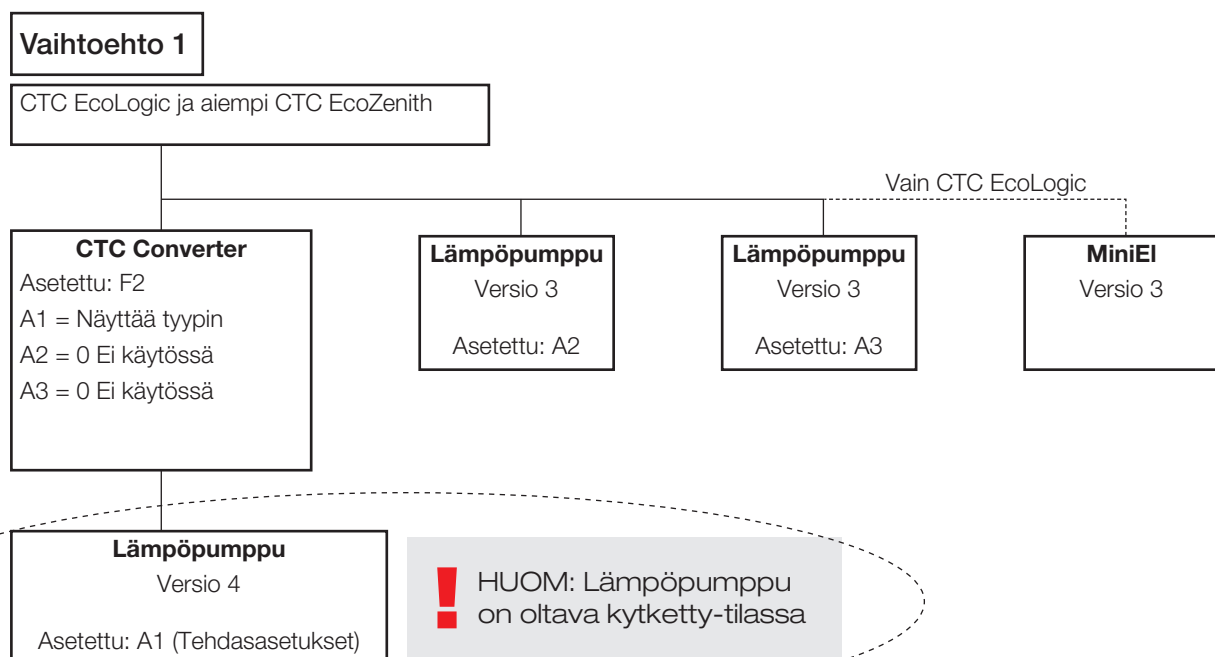 Vaihtoehto 1
CTC EcoLogic ja aiempi CTC EcoZenith
Vain CTC EcoLogic
CTC Converter
Asetettu: F2
A1 = Näyttää tyypin
A2 = 0 Ei käytössä
A3 = 0 Ei käytössä
Lämpöpumppu
Versio 3
Asetettu: A2
Lämpöpumppu
Versio 3
Asetettu: A3
MiniEl
Versio 3
Lämpöpumppu
Versio 4
Asetettu: A1 (Tehdasasetukset)
! HUOM: Lämpöpumppu
on oltava kytketty-tilassa